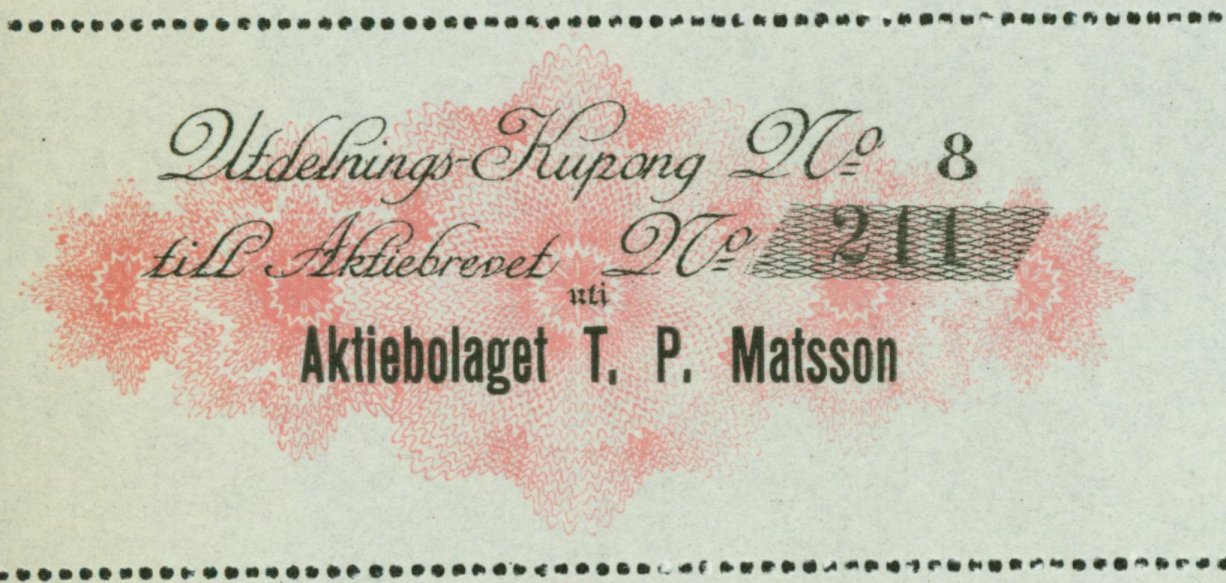 Utdelnings-Kupong Nº 8
till Aktiebrevet Nº 211
uti
Aktiebolaget T. P. Matsson